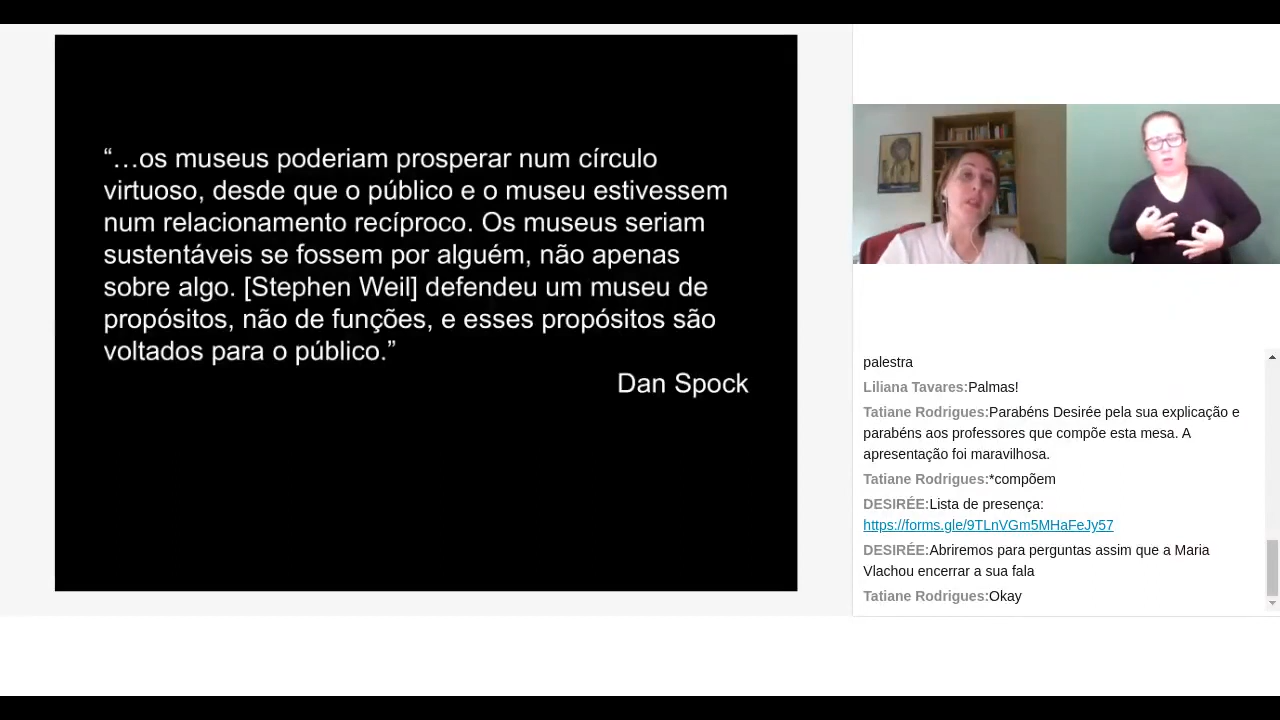 “…os museus poderiam prosperar num círculo
virtuoso, desde que o público e o museu estivessem
num relacionamento recíproco. Os museus seriam
sustentáveis se fossem por alguém, não apenas
sobre algo. [Stephen Weil] defendeu um museu de
propósitos, não de funções, e esses propósitos são
voltados para o público.”
Dan Spock
palestra
Liliana Tavares:Palmas!
Tatiane Rodrigues:Parabéns Desirée pela sua explicação e
parabéns aos professores que compõe esta mesa. A
apresentação foi maravilhosa.
Tatiane Rodrigues:*compõem
DESIRÉE:Lista de presença:
https://forms.gle/9TLnVGm5MHaFeJy57
DESIRÉE:Abriremos para perguntas assim que a Maria
Vlachou encerrar a sua fala
Tatiane Rodrigues:Okay